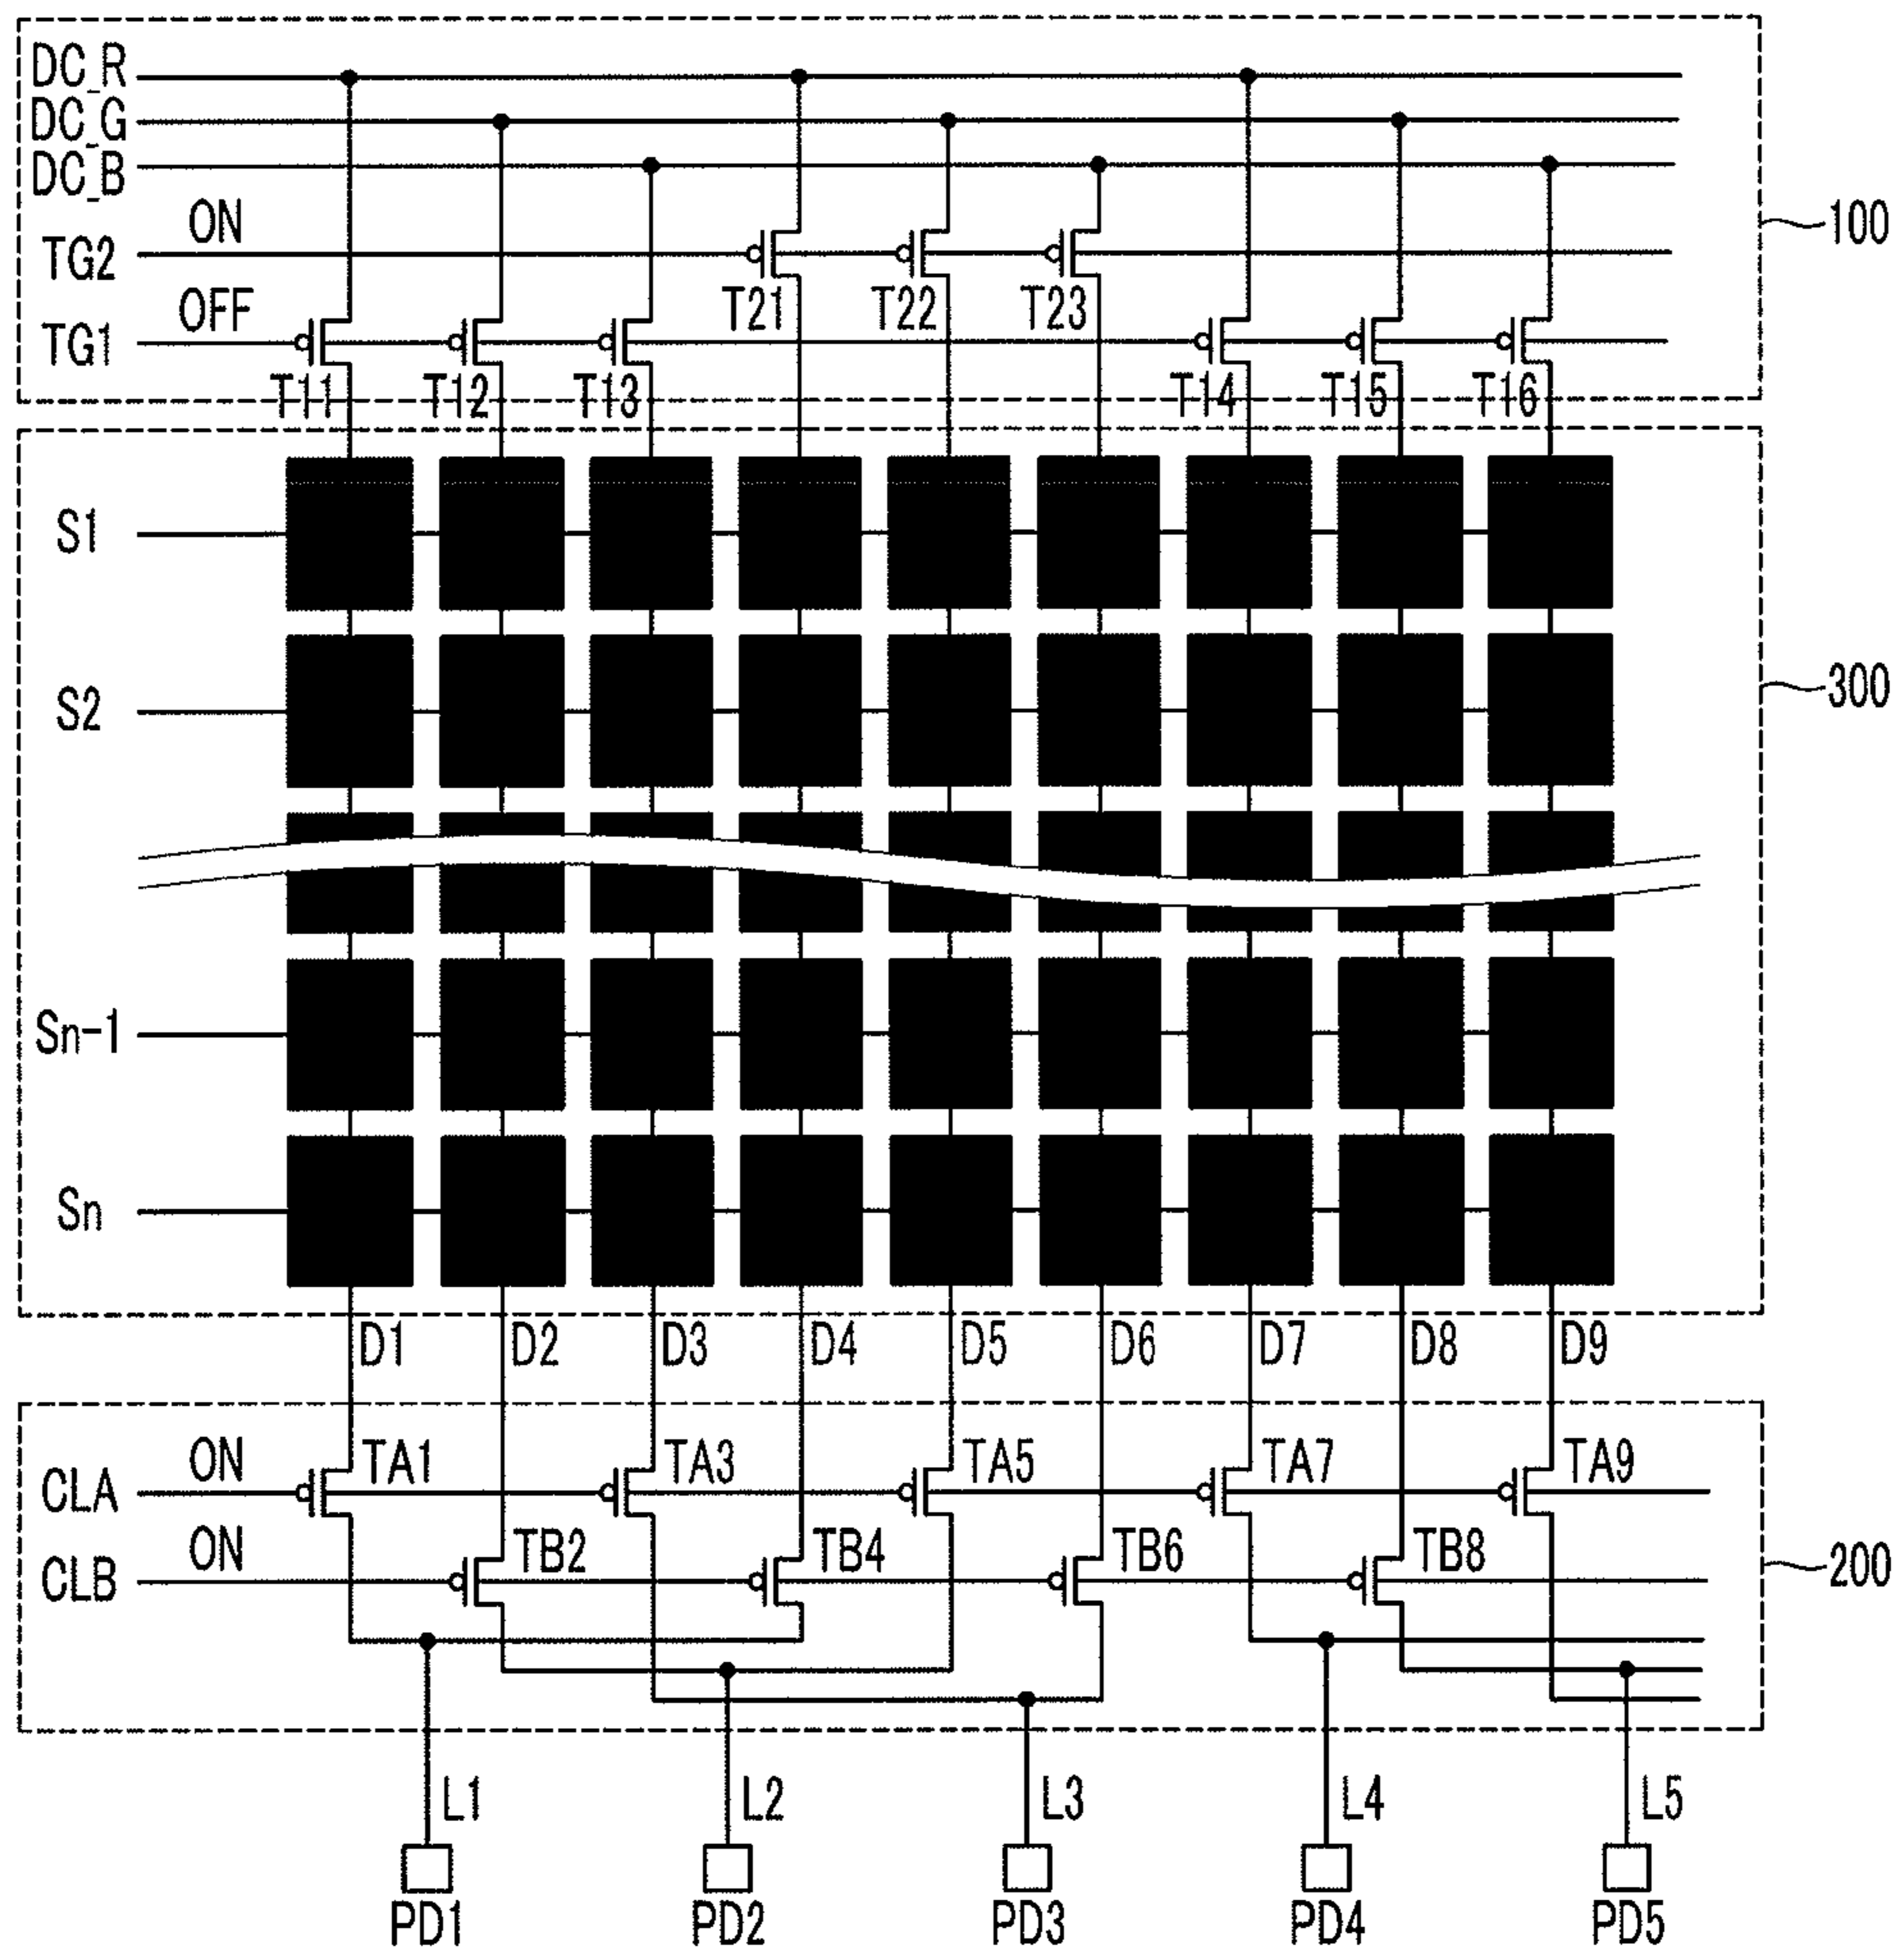 DC_R
DC_G
DC_B
ON
TG2
OFF
TG1
T21 T22 T23
T11 T12 T13 T14 T15 T16
100
S1
S2
300
Sn-1
Sn
D1 D2 D3 D4 D5 D6 D7 D8 D9
ON
CLA
TA1 TA3 TA5 TA7 TA9
ON
CLB
TB2 TB4 TB6 TB8
200
L1 L2 L3 L4 L5
PD1 PD2 PD3 PD4 PD5